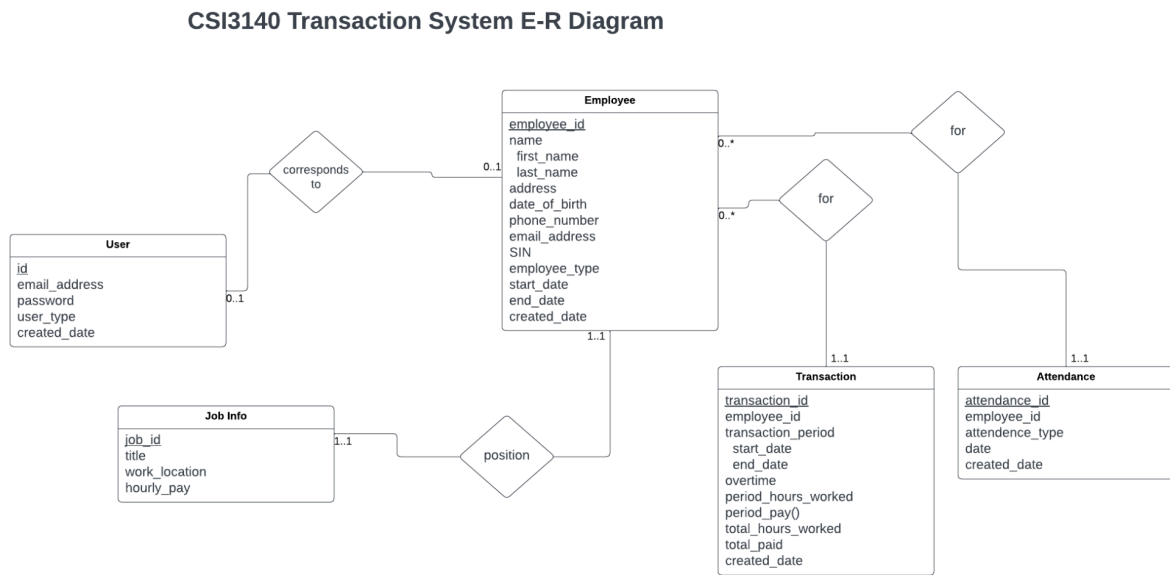 CSI3140 Transaction System E-R Diagram
Employee
employee_id
name
first_name
last_name
address
date_of_birth
phone_number
email_address
SIN
employee_type
start_date
end_date
created_date
0..1
0..*
0..*
1..1
for
for
corresponds
to
User
id
email_address
password
user_type
created_date
0..1
Job Info
job_id
title
work_location
hourly_pay
1..1
position
1..1
Transaction
transaction_id
employee_id
transaction_period
start_date
end_date
overtime
period_hours_worked
period_pay()
total_hours_worked
total_paid
created_date
1..1
Attendance
attendance_id
employee_id
attendence_type
date
created_date